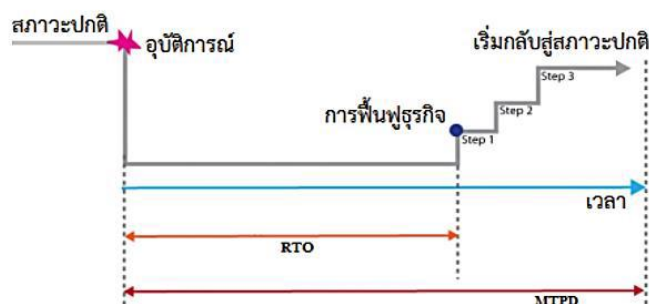 สภาวะปกติ
อุบัติการณ์
เริ่มกลับสู่สภาวะปกติ
Step 3
Step 2
การฟื้นฟูธุรกิจ
Step 1
เวลา
RTO
MTPD